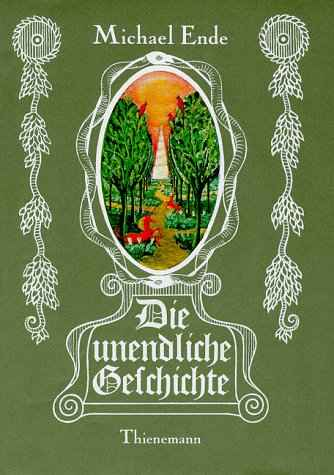 Michael Ende
Die
unendliche
Geschichte
Thienemann